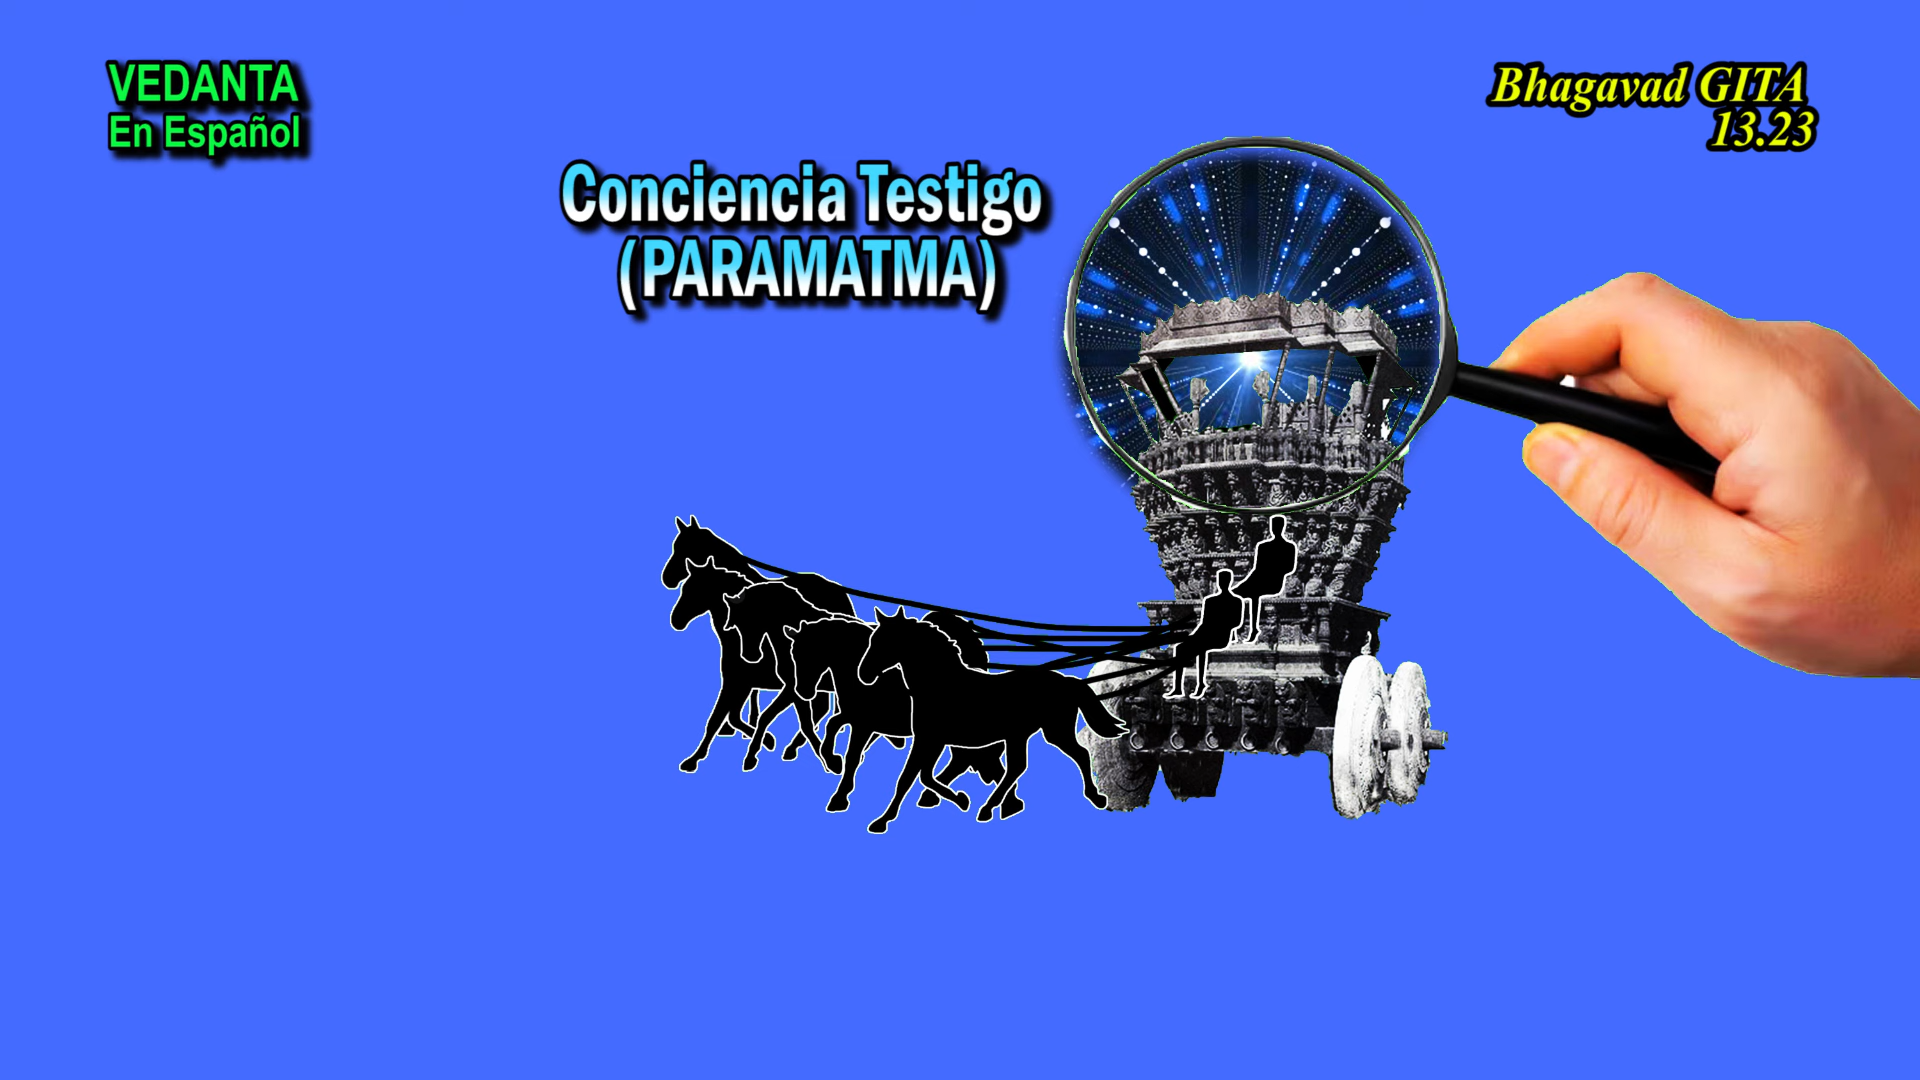 VEDANTA
En Español
Bhagavad GITA
13.23
Conciencia Testigo
(PARAMATMA)